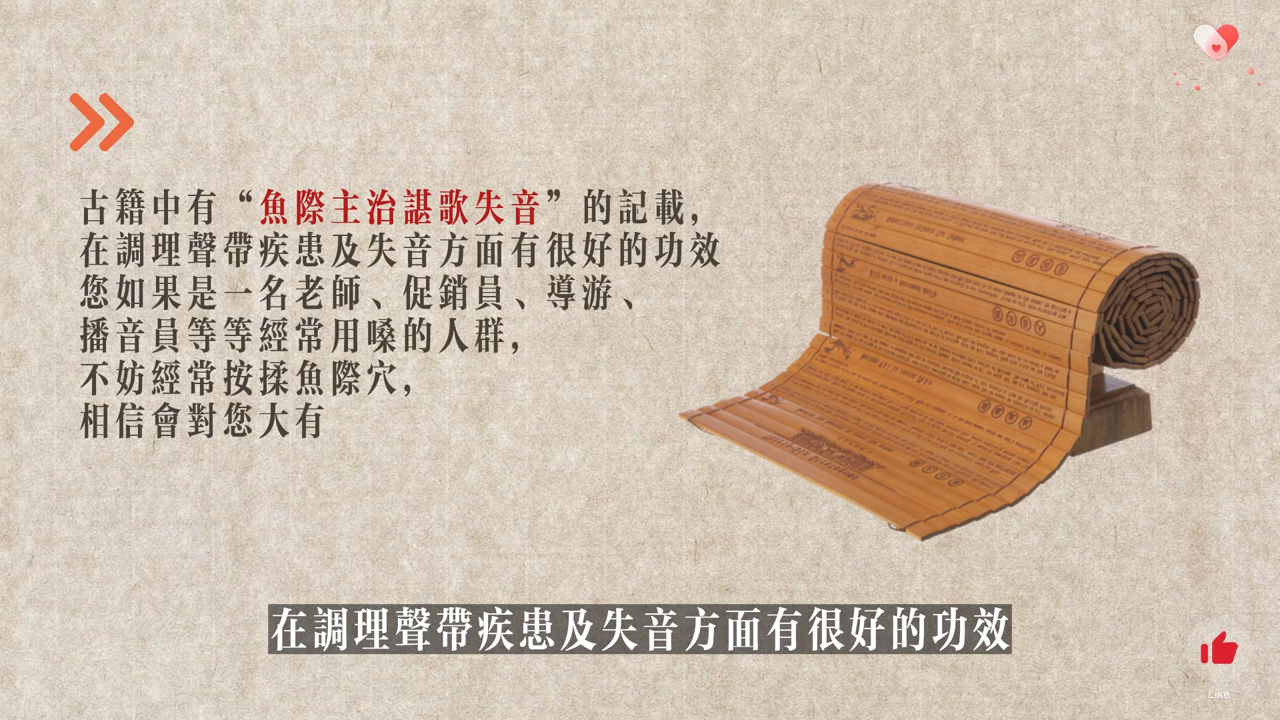 古籍中有“魚際主治諶歌失音”的記載，
在調理聲帶疾患及失音方面有很好的功效
您如果是一名老師、促銷員、導游、
播音員等等經常用嗓的人群，
不妨經常按揉魚際穴，
相信會對您大有
在調理聲帶疾患及失音方面有很好的功效
Like